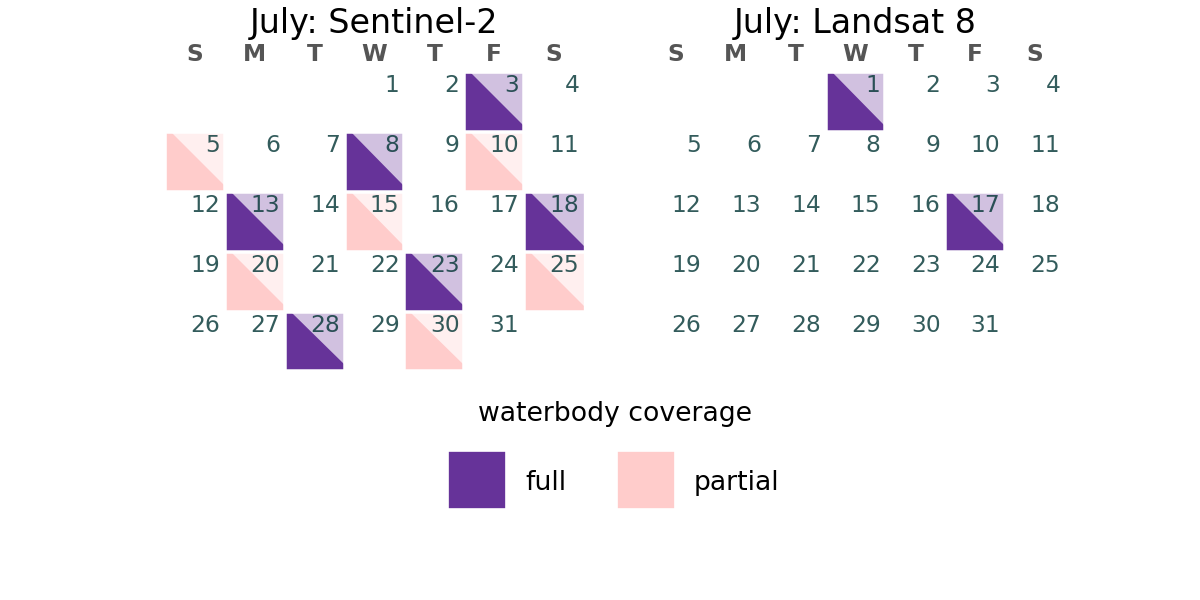 July: Sentinel-2
S M T W T F S
1 2 3 4
5 6 7 8 9 10 11
12 13 14 15 16 17 18
19 20 21 22 23 24 25
26 27 28 29 30 31
July: Landsat 8
S M T W T F S
1 2 3 4
5 6 7 8 9 10 11
12 13 14 15 16 17 18
19 20 21 22 23 24 25
26 27 28 29 30 31
waterbody coverage
full
partial